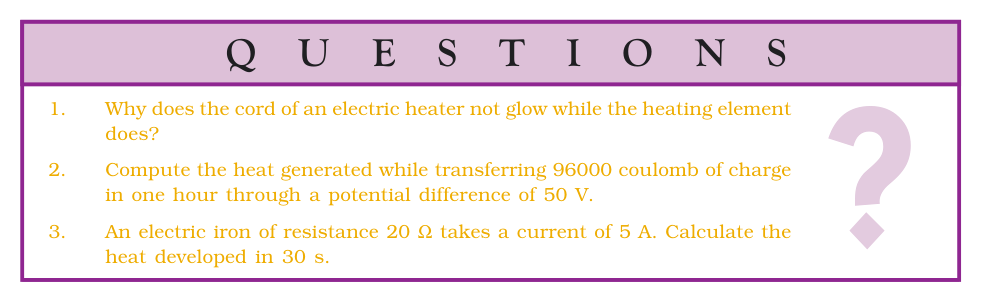 QUESTIONS
1. Why does the cord of an electric heater not glow while the heating element
does?
2. Compute the heat generated while transferring 96000 coulomb of charge
in one hour through a potential difference of 50 V.
3. An electric iron of resistance 20 Ω takes a current of 5 A. Calculate the
heat developed in 30 s.
?